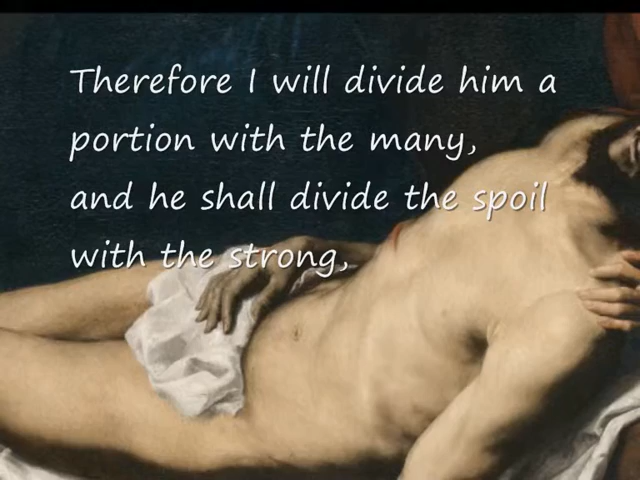 Therefore I will divide him a
portion with the many,
and he shall divide the spoil
with the strong,